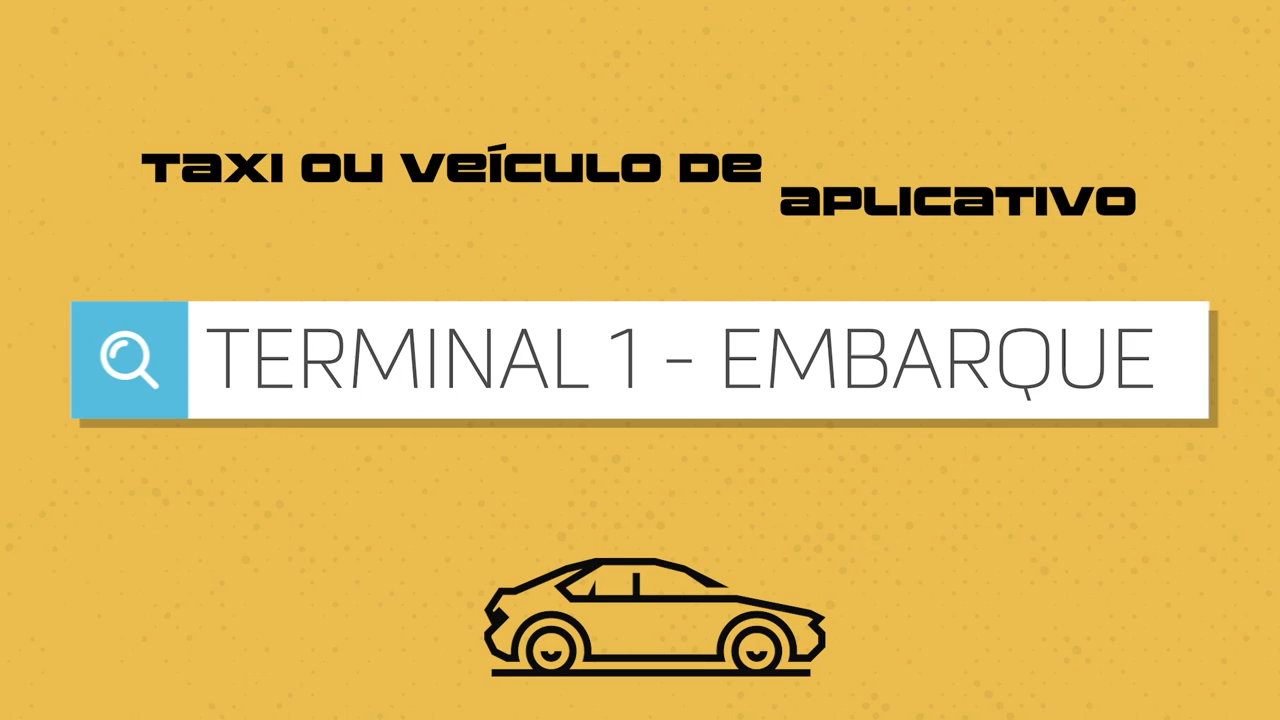 Taxi ou veículo de aplicativo
TERMINAL 1 - EMBARQUE